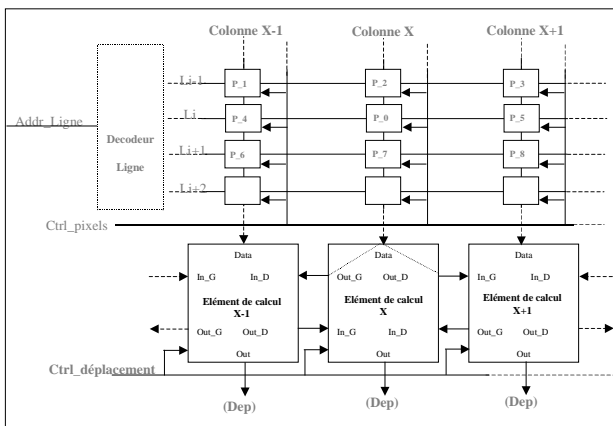 Colonne X-1 Colonne X Colonne X+1
Li-1 P_1 P_2 P_3
Addr_Ligne Li P_4 P_0 P_5
Decodeur
Ligne
Li+1 P_6 P_7 P_8
Li+2
Ctrl_pixels
Data Data Data
In_G In_D Out_G Out_D In_G In_D
Elément de calcul
X-1
Elément de calcul
X
Elément de calcul
X+1
Out_G Out_D In_G In_D Out_G Out_D
Out Out Out
Ctrl_déplacement
(Dep) (Dep) (Dep)